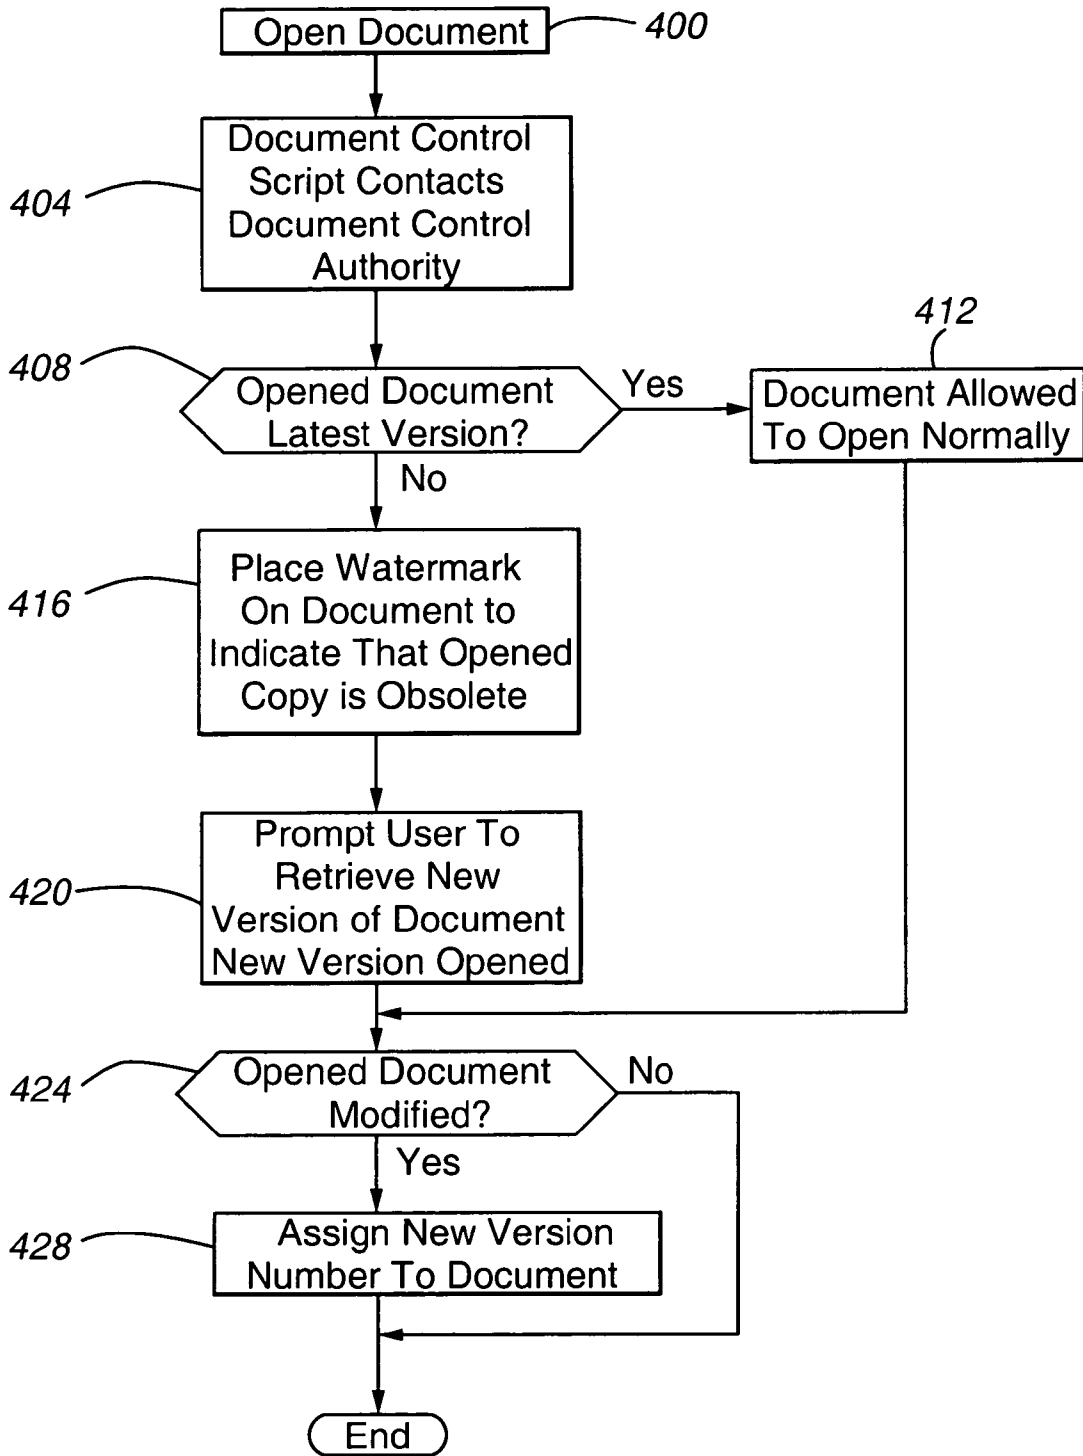 Open Document
400
Document Control
Script Contacts
Document Control
Authority
404
412
408
Opened Document
Latest Version?
Yes
Document Allowed
To Open Normally
No
Place Watermark
On Document to
Indicate That Opened
Copy is Obsolete
416
Prompt User To
Retrieve New
Version of Document
New Version Opened
420
Opened Document
Modified?
424
No
Yes
Assign New Version
Number To Document
428
End